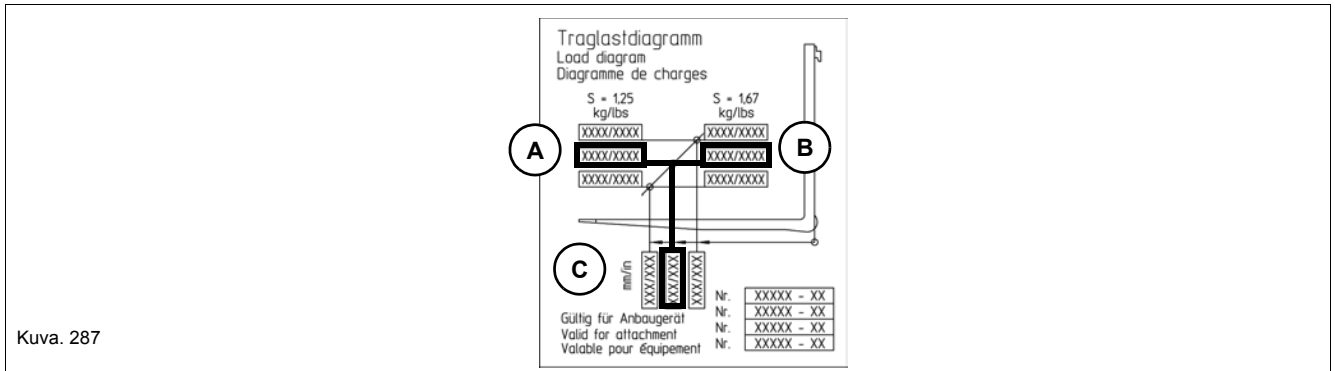 Traglastdiagramm
Load diagram
Diagramme de charges
S = 1,25
kg/lbs
S = 1,67
kg/lbs
XXXX/XXXX
XXXX/XXXX
A
XXXX/XXXX
XXXX/XXXX
B
XXXX/XXXX
XXXX/XXXX
C
mm/in
XXX/XXX
XXX/XXX
XXX/XXX
Nr. XXXXX - XX
Nr. XXXXX - XX
Nr. XXXXX - XX
Nr. XXXXX - XX
Gültig für Anbaugerät
Valid for attachment
Valable pour équipement
Kuva. 287